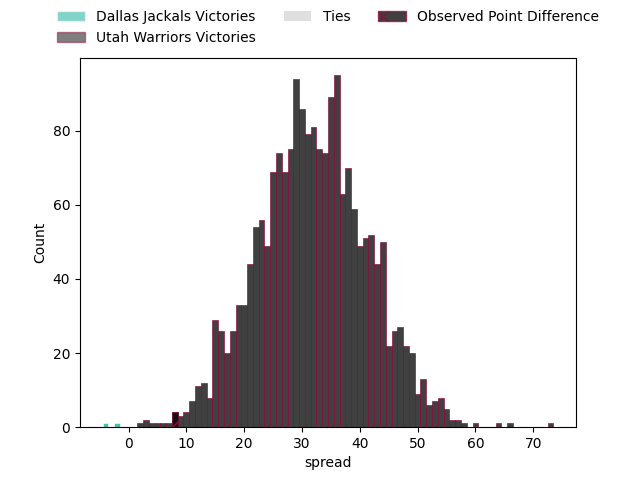 Dallas Jackals Victories
Utah Warriors Victories
Ties
Observed Point Difference
Count
80
60
40
20
0
0 10 20 30 40 50 60 70
spread